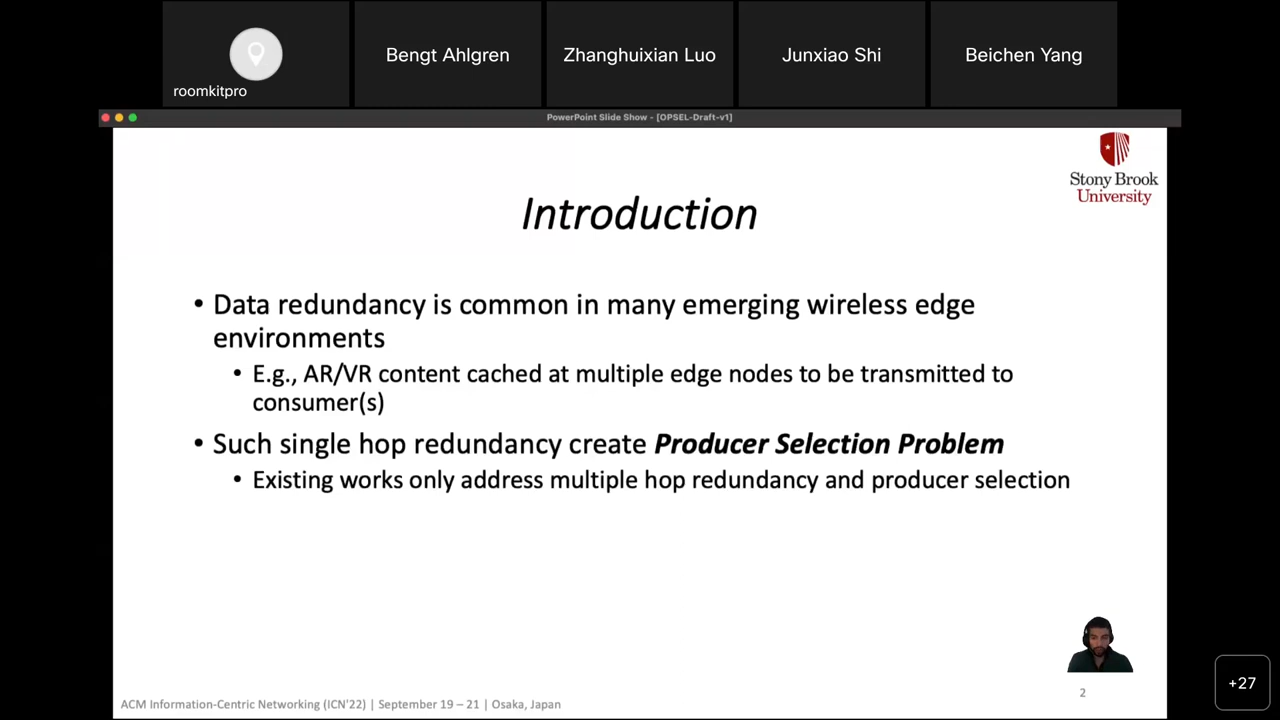 roomkitpro
Bengt Ahlgren
Zhanghuixian Luo
Junxiao Shi
Beichen Yang
PowerPoint Slide Show - [OPSEL-Draft-v1]
Stony Brook
University
Introduction
• Data redundancy is common in many emerging wireless edge
environments
• E.g., AR/VR content cached at multiple edge nodes to be transmitted to
consumer(s)
• Such single hop redundancy create Producer Selection Problem
• Existing works only address multiple hop redundancy and producer selection
ACM Information-Centric Networking (ICN'22) | September 19 – 21 | Osaka, Japan
2
+27